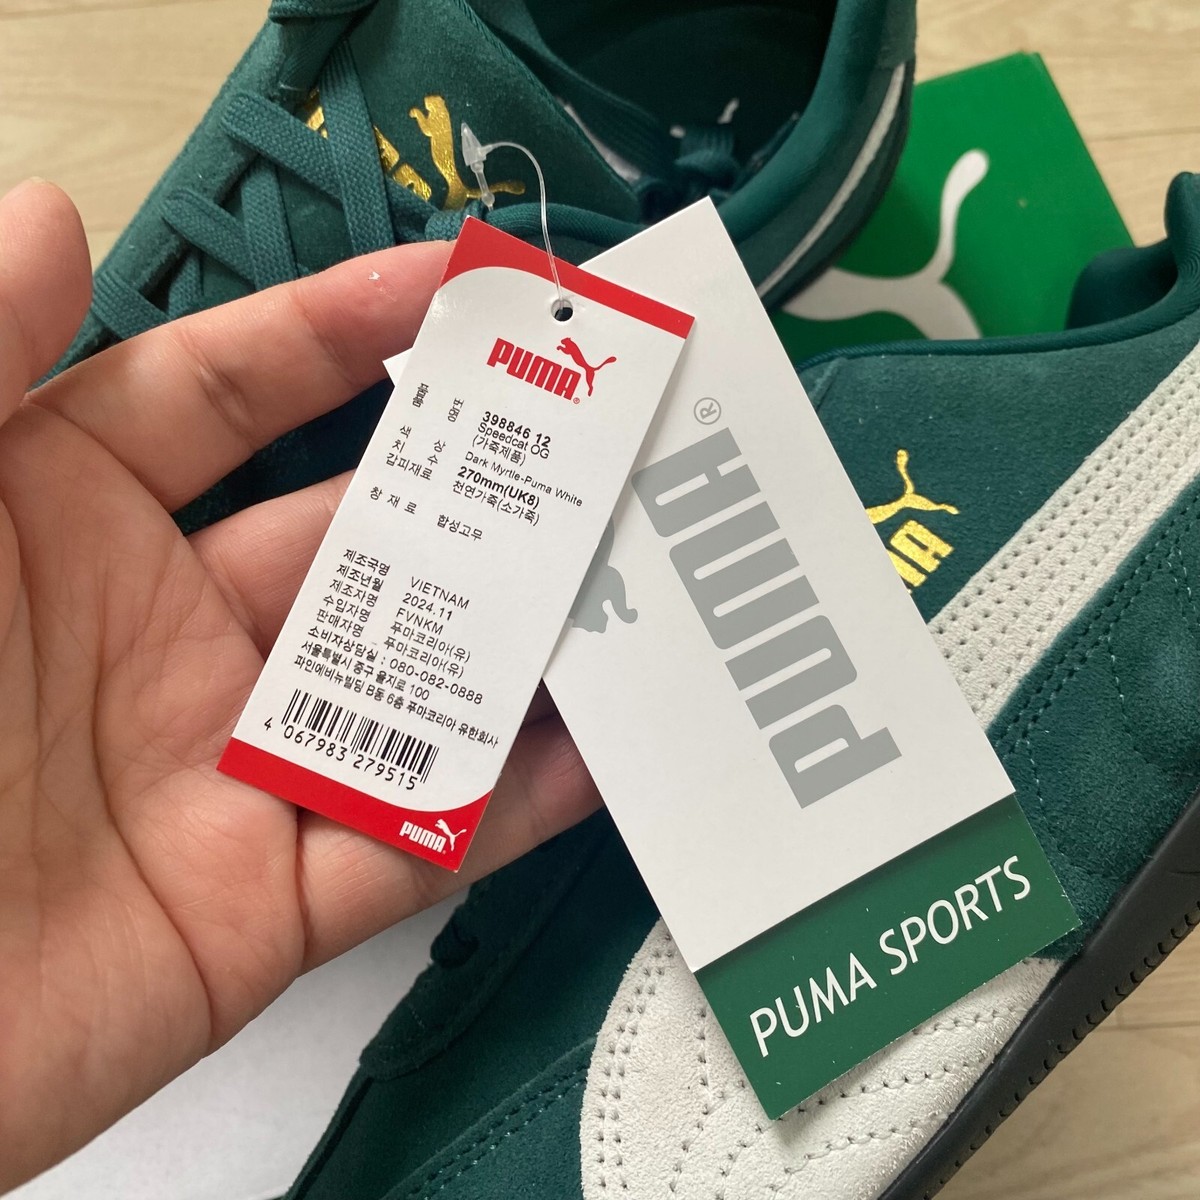 PUMA
품 번 398846 12
품 명 Speedcat OG
(가죽제품)
색 상 Dark Myrtle-Puma White
치 수 270mm(UK8)
갑피재료 천연가죽(소가죽)
창 재 료 합성고무
제조국명 VIETNAM
제조년월 2024.11
제조자명 FVNKM
수입자명 푸마코리아(유)
판매자명 푸마코리아(유)
소비자상담실 : 080-082-0888
서울특별시 중구 을지로 100
파인에비뉴빌딩 B동 6층 푸마코리아 유한회사
4 067983 279515
PUMA
PUMA®
PUMA SPORTS
PUMA